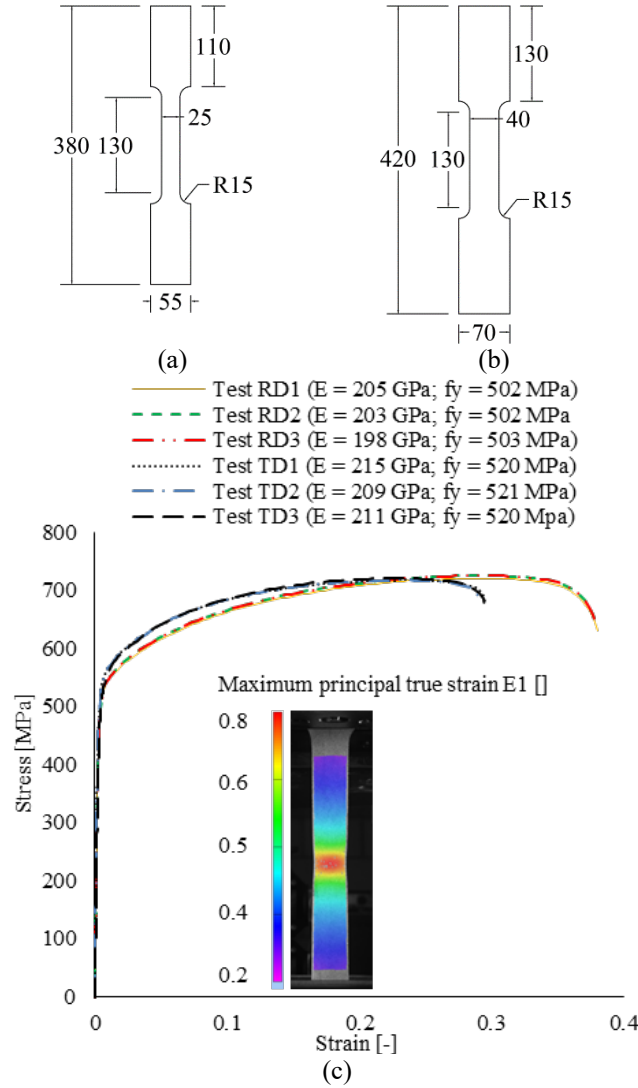 110
25
380
130
R15
55
(a)
130
40
420
130
R15
70
(b)
Test RD1 (E = 205 GPa; fy = 502 MPa)
Test RD2 (E = 203 GPa; fy = 502 MPa
Test RD3 (E = 198 GPa; fy = 503 MPa)
Test TD1 (E = 215 GPa; fy = 520 MPa)
Test TD2 (E = 209 GPa; fy = 521 MPa)
Test TD3 (E = 211 GPa; fy = 520 Mpa)
800
700
600
500
400
300
200
100
0
Stress [MPa]
Maximum principal true strain E1 []
0.8
0.6
0.5
0.4
0.2
0
0.1
0.2
0.3
0.4
Strain [-]
(c)